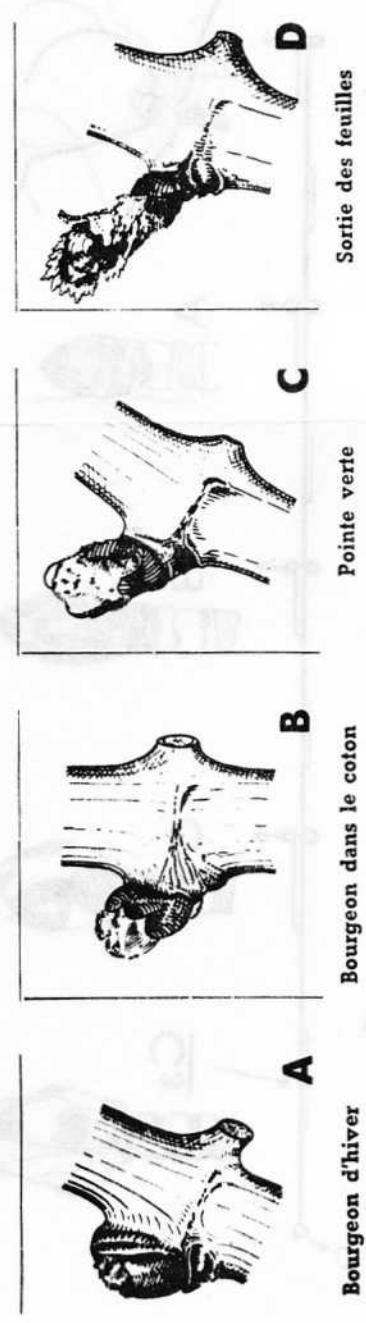 A
Bourgeon d'hiver
B
Bourgeon dans le coton
C
Pointe verte
D
Sortie des feuilles